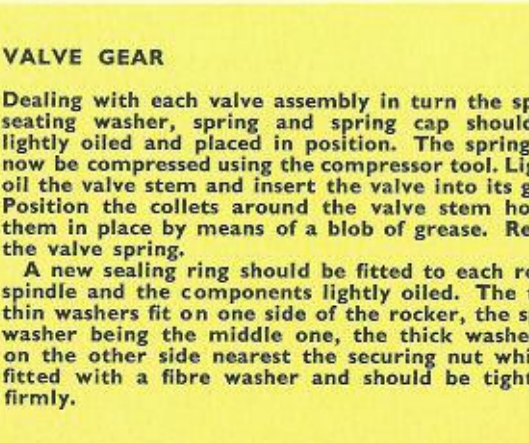 VALVE GEAR
Dealing with each valve assembly in turn the sp
seating washer, spring and spring cap should
lightly oiled and placed in position. The spring
now be compressed using the compressor tool. Lig
oil the valve stem and insert the valve into its g
Position the collets around the valve stem ho
them in place by means of a blob of grease. Re
the valve spring.
A new sealing ring should be fitted to each ro
spindle and the components lightly oiled. The t
thin washers fit on one side of the rocker, the s
washer being the middle one, the thick washe
on the other side nearest the securing nut whi
fitted with a fibre washer and should be tight
firmly.